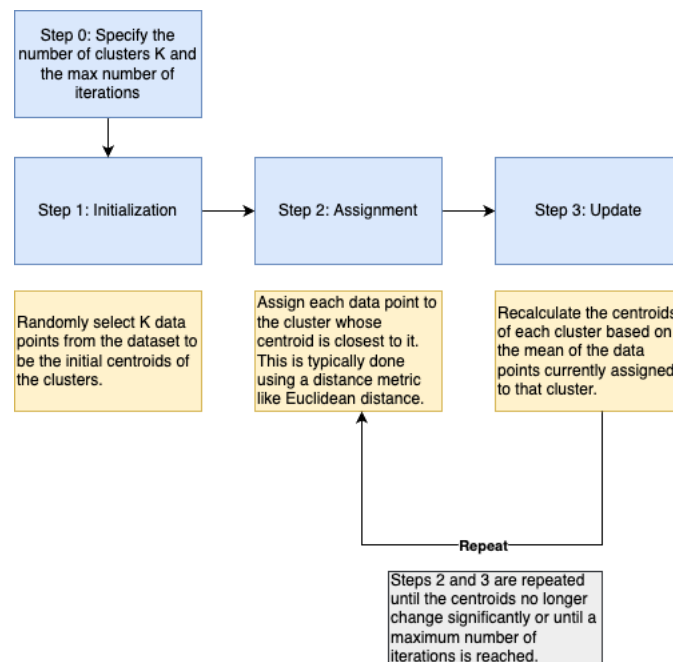 Step 0: Specify the
number of clusters K and
the max number of
iterations
Step 1: Initialization
Step 2: Assignment
Step 3: Update
Randomly select K data
points from the dataset to
be the initial centroids of
the clusters.
Assign each data point to
the cluster whose
centroid is closest to it.
This is typically done
using a distance metric
like Euclidean distance.
Recalculate the centroids
of each cluster based on
the mean of the data
points currently assigned
to that cluster.
Repeat
Steps 2 and 3 are repeated
until the centroids no longer
change significantly or until a
maximum number of
iterations is reached.